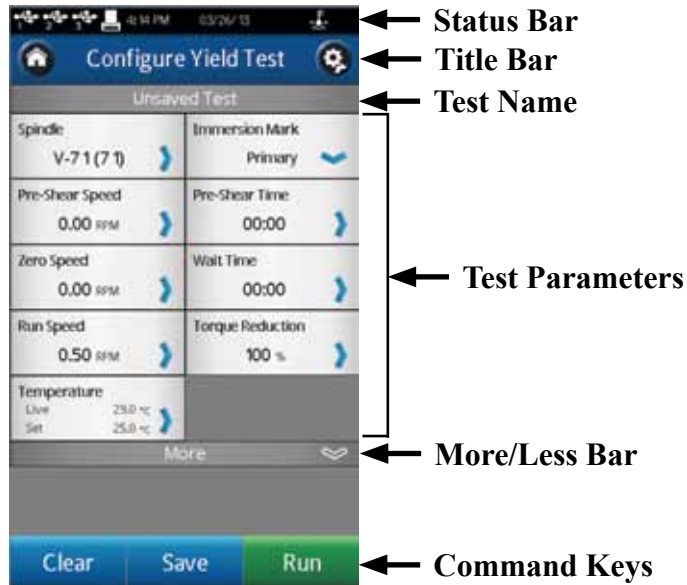 1 2 3 4:14 PM 03/26/13
Status Bar
Configure Yield Test
Title Bar
Unsaved Test
Test Name
Spindle
V-71(71)
Immersion Mark
Primary
Pre-Shear Speed
0.00 RPM
Pre-Shear Time
00:00
Zero Speed
0.00 RPM
Wait Time
00:00
Test Parameters
Run Speed
0.50 RPM
Torque Reduction
100 %
Temperature
Live 29.0 °C
Set 25.0 °C
More
More/Less Bar
Clear
Save
Run
Command Keys